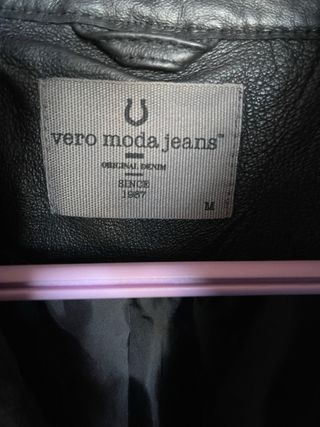 vero moda jeans™
ORIGINAL DENIM
SINCE
1987
M